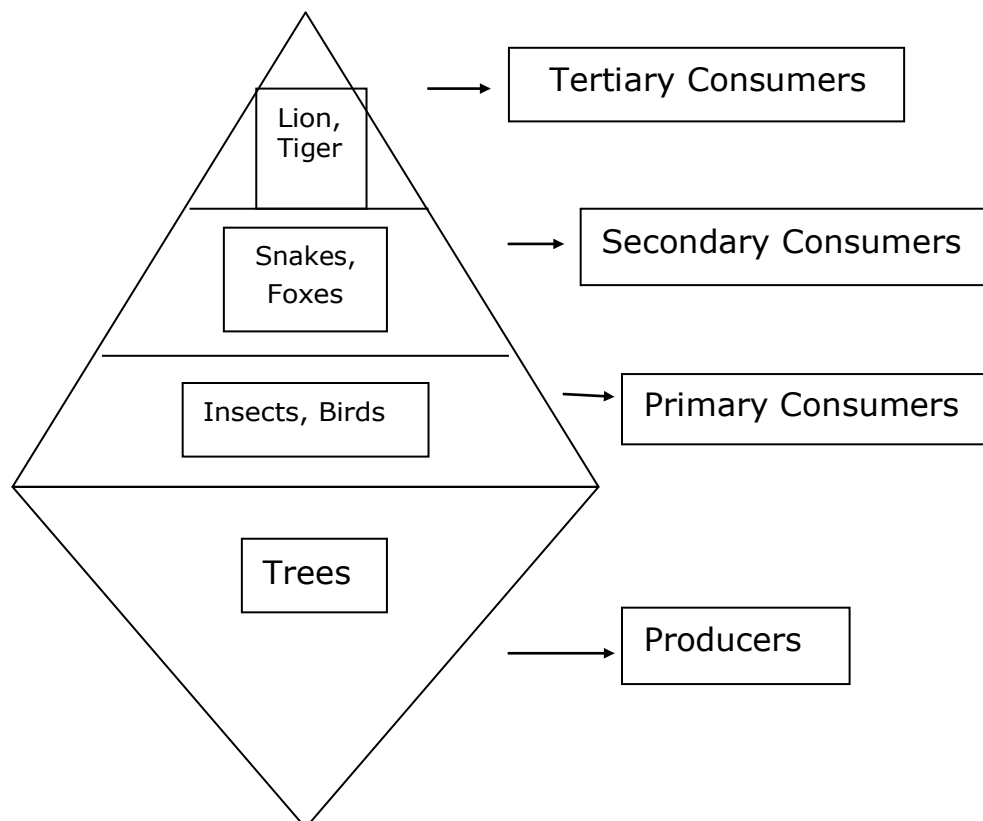 Tertiary Consumers
Lion,
Tiger
Secondary Consumers
Snakes,
Foxes
Primary Consumers
Insects, Birds
Trees
Producers